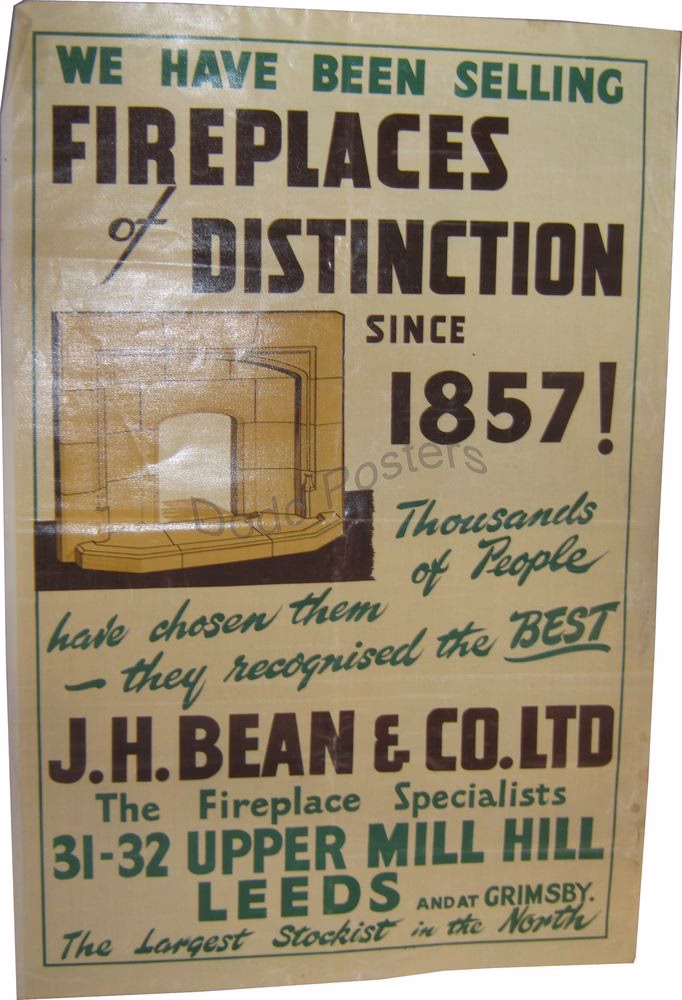 WE HAVE BEEN SELLING
FIREPLACES
of DISTINCTION
SINCE
1857!
Dodd Posters
Thousands
of People
have chosen them
— they recognised the BEST
J.H. BEAN & CO. LTD
The Fireplace Specialists
31-32 UPPER MILL HILL
LEEDS AND AT GRIMSBY.
The Largest Stockist in the North